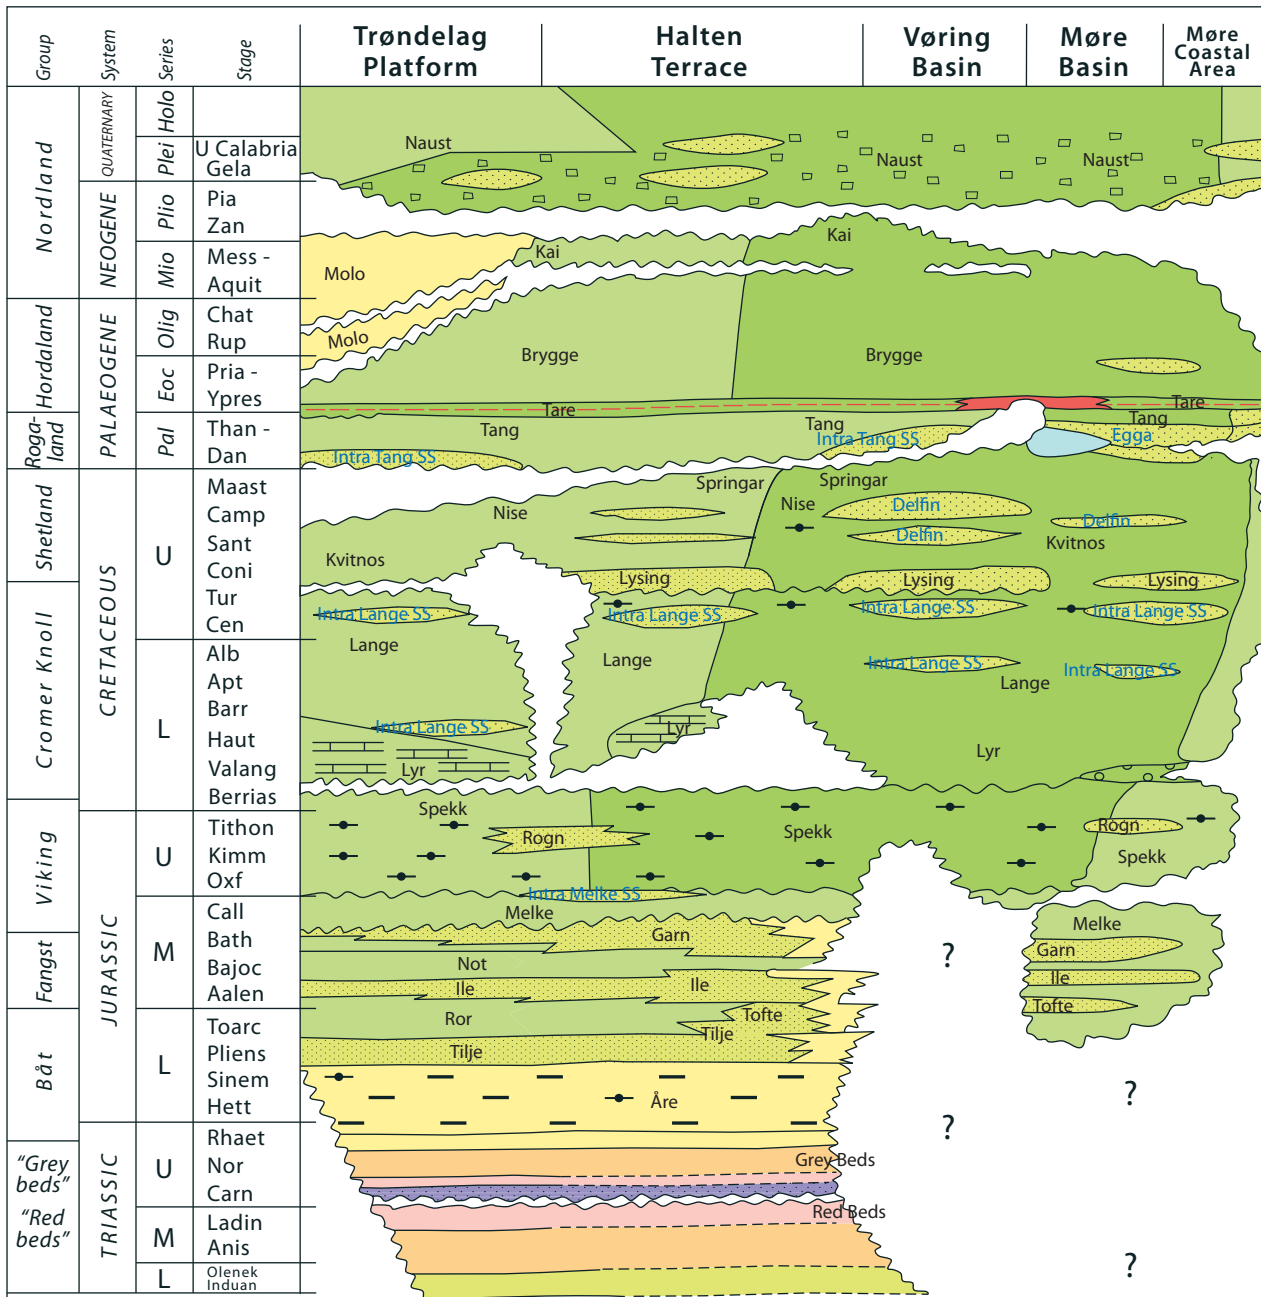 Group
System
Series
Stage
Trøndelag
Platform
Halten
Terrace
Vøring
Basin
Møre
Basin
Møre
Coastal
Area
Nordland
Hordaland
Roga-
land
Shetland
Cromer Knoll
Viking
Fangst
Båt
"Grey
beds"
"Red
beds"
QUATERNARY
NEOGENE
PALAEOGENE
CRETACEOUS
JURASSIC
TRIASSIC
Holo
Plei
Plio
Mio
Olig
Eoc
Pal
U
L
U
M
L
U
M
L
U Calabria
Gela
Pia
Zan
Mess -
Aquit
Chat
Rup
Pria -
Ypres
Than -
Dan
Maast
Camp
Sant
Coni
Tur
Cen
Alb
Apt
Barr
Haut
Valang
Berrias
Tithon
Kimm
Oxf
Call
Bath
Bajoc
Aalen
Toarc
Pliens
Sinem
Hett
Rhaet
Nor
Carn
Ladin
Anis
Olenek
Induan
Naust
Naust
Naust
Kai
Kai
Molo
Molo
Brygge
Brygge
Tare
Tare
Tang
Tang
Tang
Intra Tang SS
Intra Tang SS
Egga
Springar
Springar
Nise
Nise
Delfin
Delfin
Delfin
Kvitnos
Kvitnos
Lysing
Lysing
Lysing
Intra Lange SS
Intra Lange SS
Intra Lange SS
Intra Lange SS
Lange
Lange
Intra Lange SS
Intra Lange SS
Lange
Intra Lange SS
Lyr
Lyr
Lyr
Spekk
Rogn
Spekk
Rogn
Spekk
Intra Melke SS
Melke
Melke
Garn
Garn
Not
?
Ile
Ile
Ile
Ror
Tofte
Tofte
Tilje
Tilje
Åre
?
?
Grey Beds
Red Beds
?